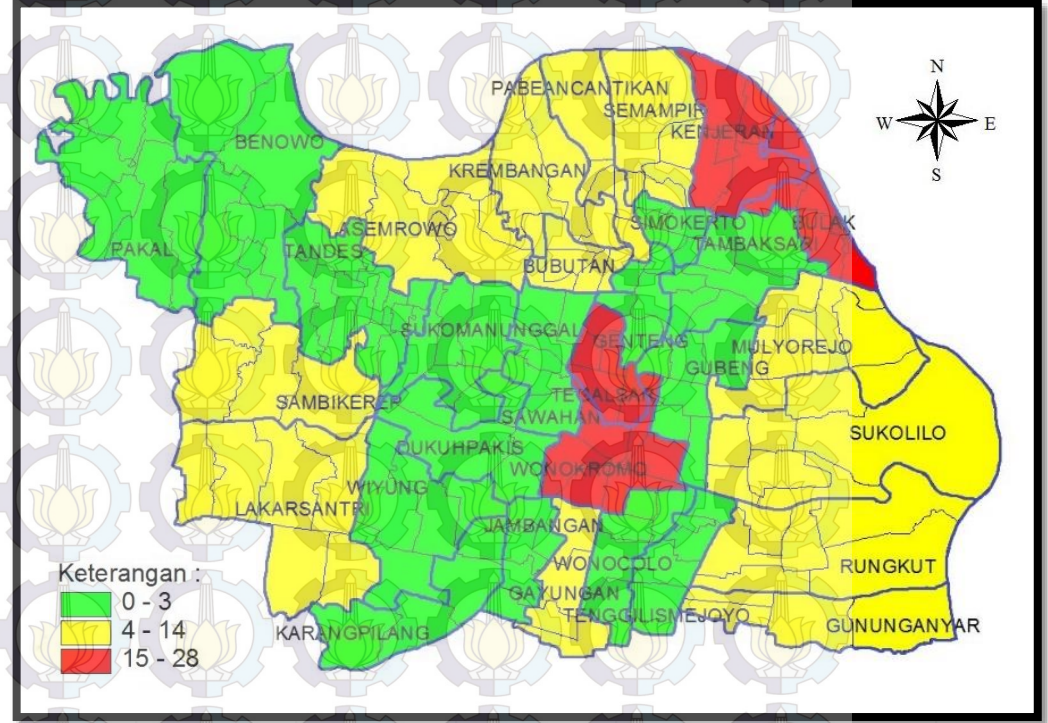 N
W E
S
PABEANCANTIKAN
SEMAMPIR
KENJERAN
BENOWO
KREMBANGAN
SIMOKERTO
BULAK
ASEMROWO
TAMBAKSARI
PAKAL
TANDES
BUBUTAN
SUKOMANUNGGAL
GENTENG
MULYOREJO
GUBENG
TEGALSARI
SAMBIKEREP
SAWAHAN
SUKOLILO
DUKUHPAKIS
WONOKROMO
WIYUNG
LAKARSANTRI
JAMBANGAN
WONOCOLO
RUNGKUT
GAYUNGAN
TENGGILISMEJOYO
GUNUNGANYAR
KARANGPILANG
Keterangan :
0 - 3
4 - 14
15 - 28